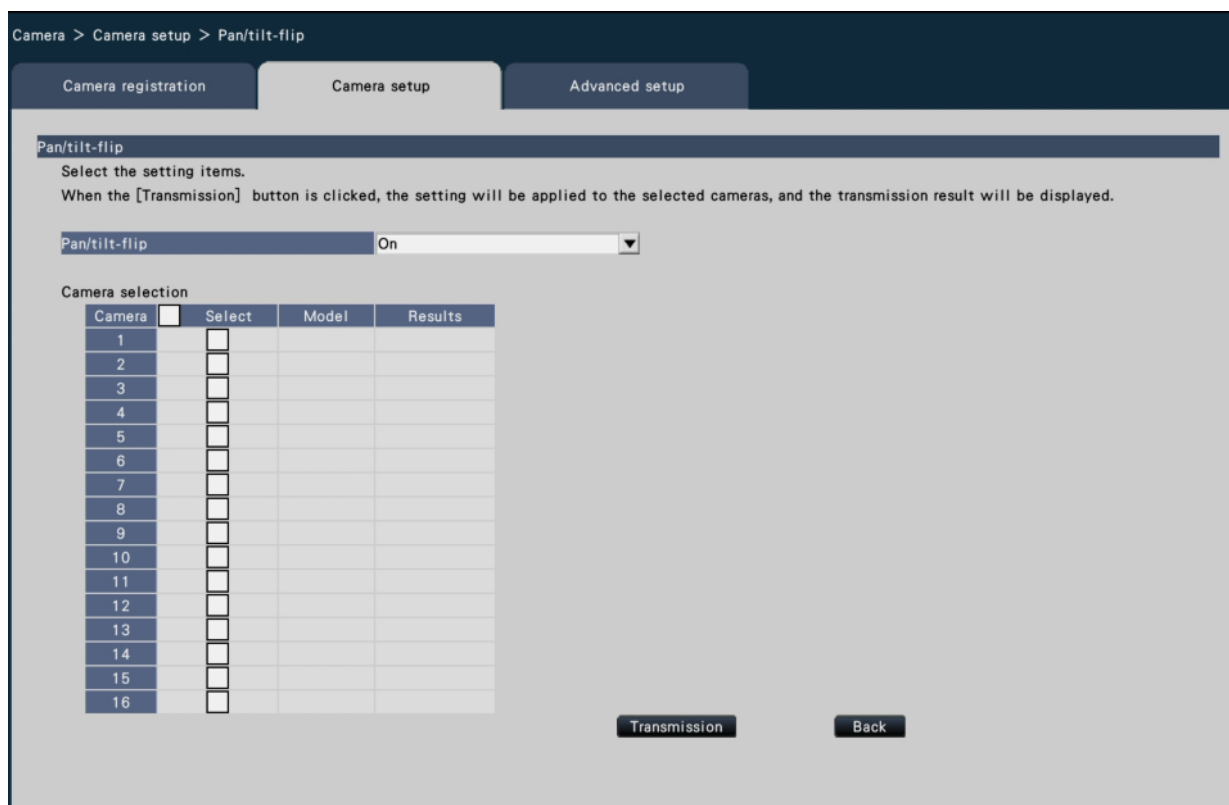 Camera > Camera setup > Pan/tilt-flip
Camera registration Camera setup Advanced setup
Pan/tilt-flip
Select the setting items.
When the [Transmission] button is clicked, the setting will be applied to the selected cameras, and the transmission result will be displayed.
Pan/tilt-flip On
Camera selection
Camera Select Model Results
1
2
3
4
5
6
7
8
9
10
11
12
13
14
15
16
Transmission Back